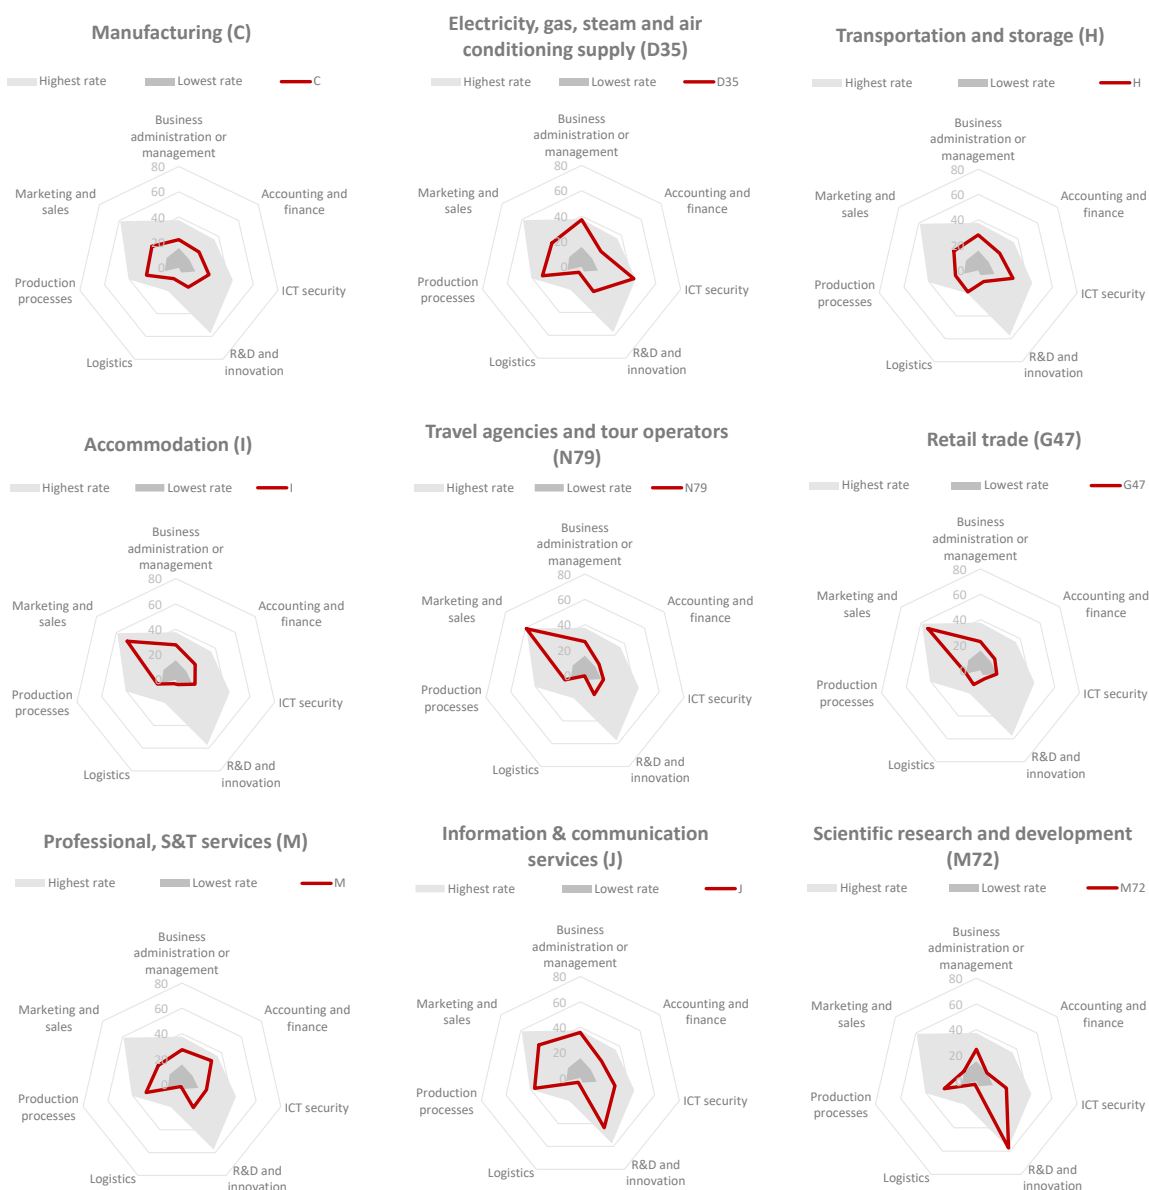 Manufacturing (C)
Highest rate
Lowest rate
C
Business
administration or
management
80
60
40
20
0
Accounting and
finance
ICT security
R&D and
innovation
Logistics
Production
processes
Marketing and
sales
Electricity, gas, steam and air
conditioning supply (D35)
Highest rate
Lowest rate
D35
Business
administration or
management
80
60
40
20
0
Accounting and
finance
ICT security
R&D and
innovation
Logistics
Production
processes
Marketing and
sales
Transportation and storage (H)
Highest rate
Lowest rate
H
Business
administration or
management
80
60
40
20
0
Accounting and
finance
ICT security
R&D and
innovation
Logistics
Production
processes
Marketing and
sales
Accommodation (I)
Highest rate
Lowest rate
I
Business
administration or
management
80
60
40
20
0
Accounting and
finance
ICT security
R&D and
innovation
Logistics
Production
processes
Marketing and
sales
Travel agencies and tour operators
(N79)
Highest rate
Lowest rate
N79
Business
administration or
management
80
60
40
20
0
Accounting and
finance
ICT security
R&D and
innovation
Logistics
Production
processes
Marketing and
sales
Retail trade (G47)
Highest rate
Lowest rate
G47
Business
administration or
management
80
60
40
20
0
Accounting and
finance
ICT security
R&D and
innovation
Logistics
Production
processes
Marketing and
sales
Professional, S&T services (M)
Highest rate
Lowest rate
M
Business
administration or
management
80
60
40
20
0
Accounting and
finance
ICT security
R&D and
innovation
Logistics
Production
processes
Marketing and
sales
Information & communication
services (J)
Highest rate
Lowest rate
J
Business
administration or
management
80
60
40
20
0
Accounting and
finance
ICT security
R&D and
innovation
Logistics
Production
processes
Marketing and
sales
Scientific research and development
(M72)
Highest rate
Lowest rate
M72
Business
administration or
management
80
60
40
20
0
Accounting and
finance
ICT security
R&D and
innovation
Logistics
Production
processes
Marketing and
sales